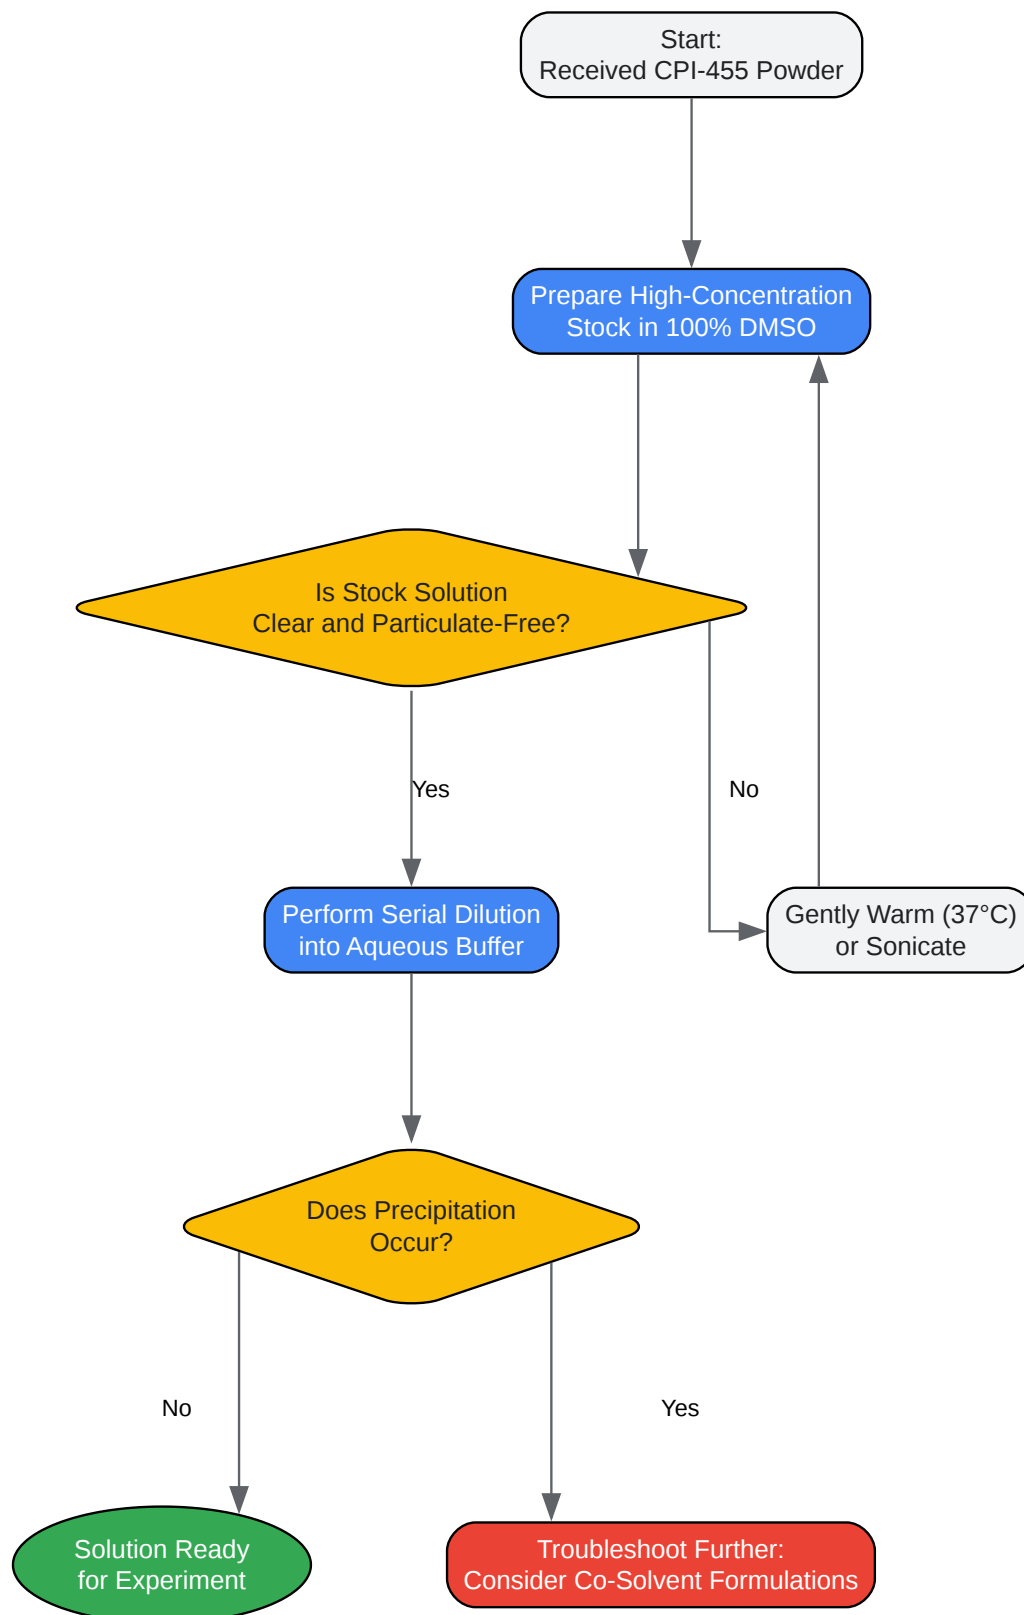 Start:
Received CPI-455 Powder
Prepare High-Concentration
Stock in 100% DMSO
Is Stock Solution
Clear and Particulate-Free?
Yes
No
Perform Serial Dilution
into Aqueous Buffer
Gently Warm (37°C)
or Sonicate
Does Precipitation
Occur?
No
Yes
Solution Ready
for Experiment
Troubleshoot Further:
Consider Co-Solvent Formulations